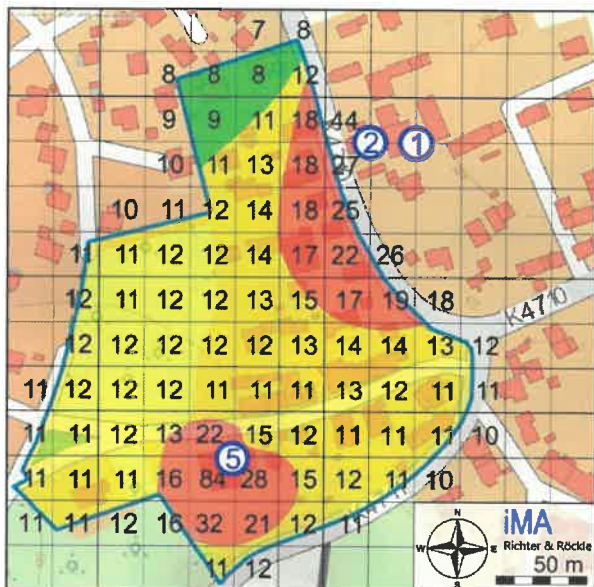 7 8
8 8 8 12
9 9 11 18 44
2 1
10 11 13 18 27
10 11 12 14 18 25
11 11 12 12 14 17 22 26
12 11 12 12 13 15 17 19 18
K4710
12 12 12 12 12 13 14 14 13 12
11 12 12 12 11 11 11 13 12 11 11
11 11 12 13 22 15 12 11 11 11 10
5
11 11 11 16 84 28 15 12 11 10
11 11 12 16 32 21 12 11
11 12
N
W E
S
iMA
Richter & Röckle
50 m